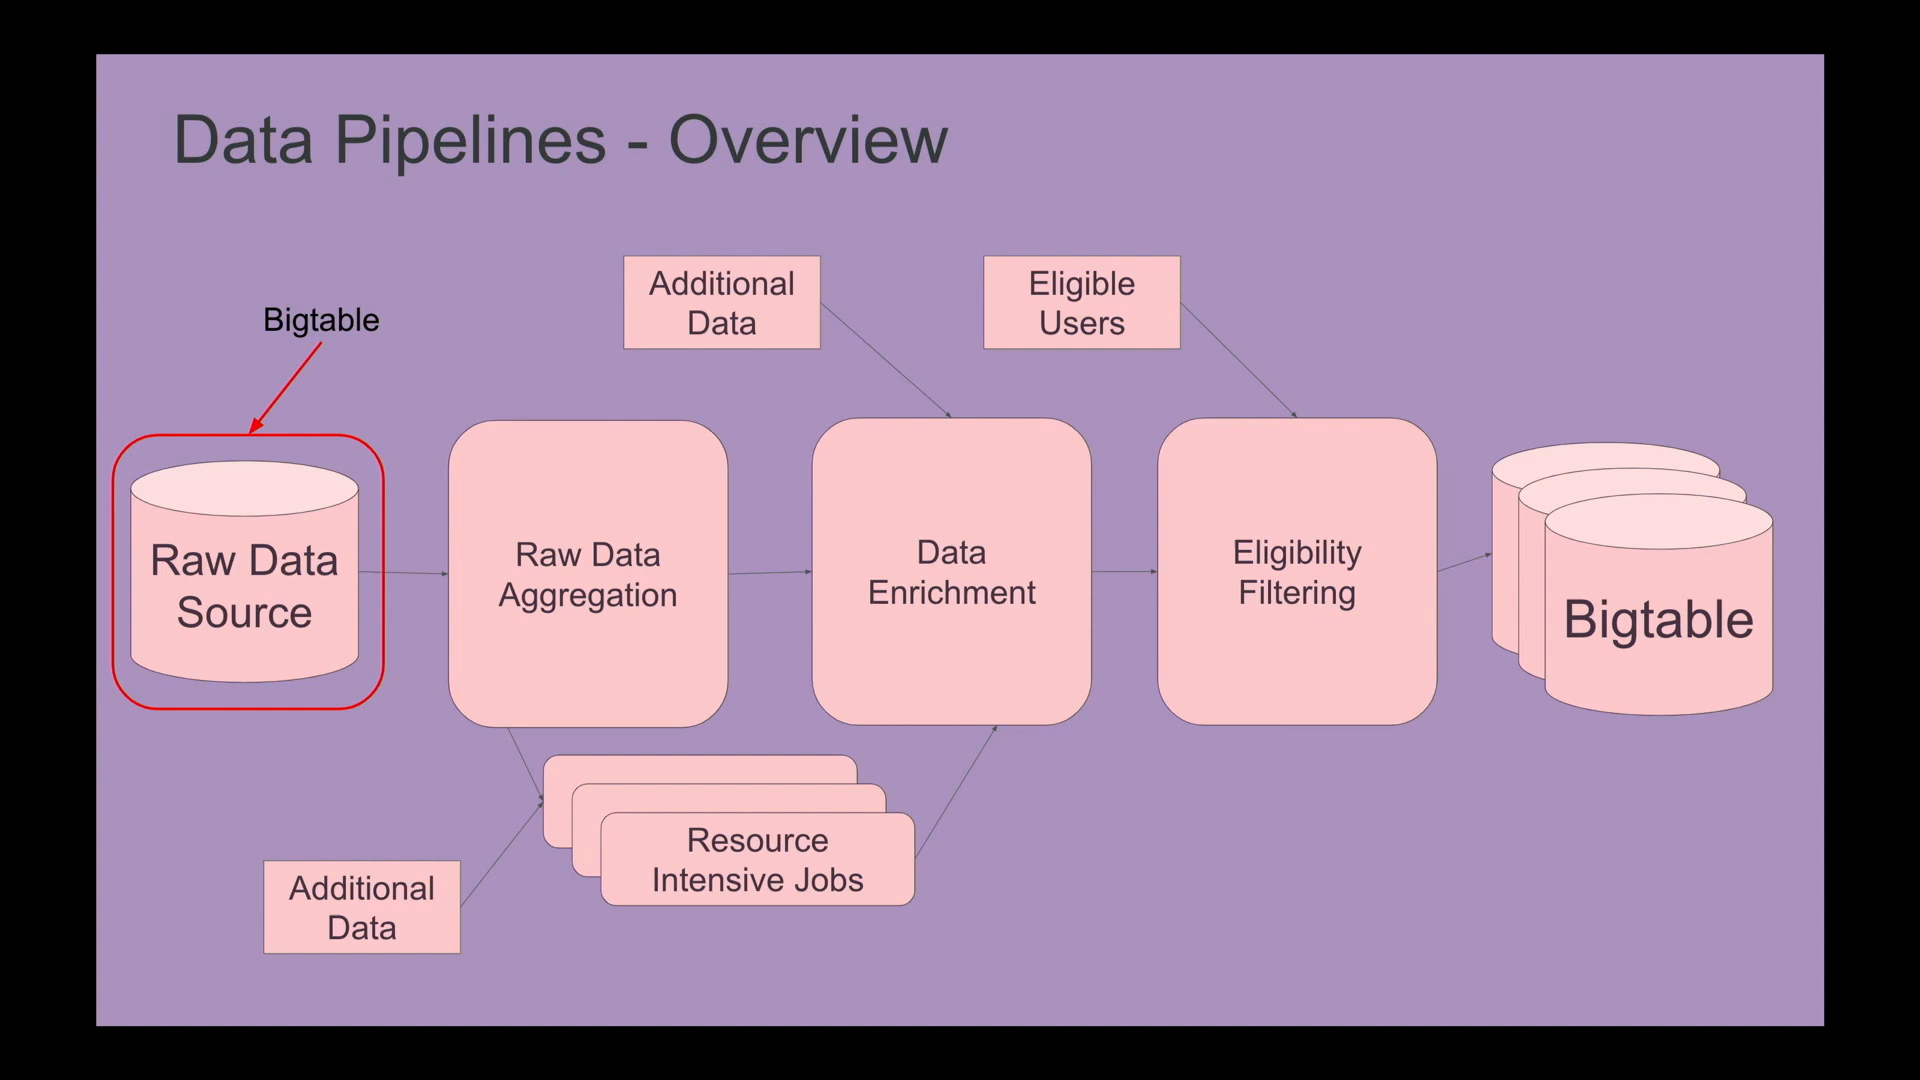 Data Pipelines - Overview
Additional
Data
Eligible
Users
Bigtable
Raw Data
Source
Raw Data
Aggregation
Data
Enrichment
Eligibility
Filtering
Bigtable
Resource
Intensive Jobs
Additional
Data